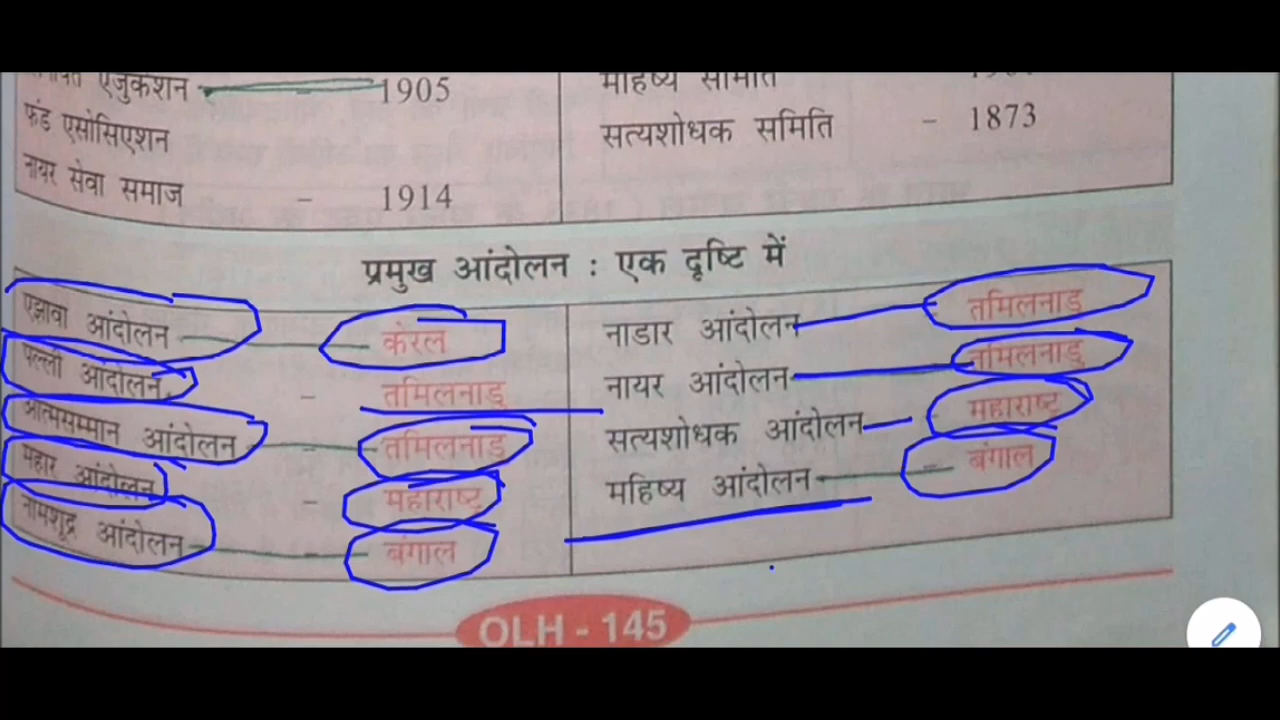 एजुकेशन - 1905
फंड एसोसिएशन
नायर सेवा समाज - 1914
माहिष्य समिति
सत्यशोधक समिति - 1873
प्रमुख आंदोलन : एक दृष्टि में
एझावा आंदोलन - केरल
पल्ली आंदोलन - तमिलनाडु
आत्मसम्मान आंदोलन - तमिलनाडु
महार आंदोलन - महाराष्ट्र
नामशूद्र आंदोलन - बंगाल
नाडार आंदोलन - तमिलनाडु
नायर आंदोलन - तमिलनाडु
सत्यशोधक आंदोलन - महाराष्ट्र
महिष्य आंदोलन - बंगाल
OLH - 145